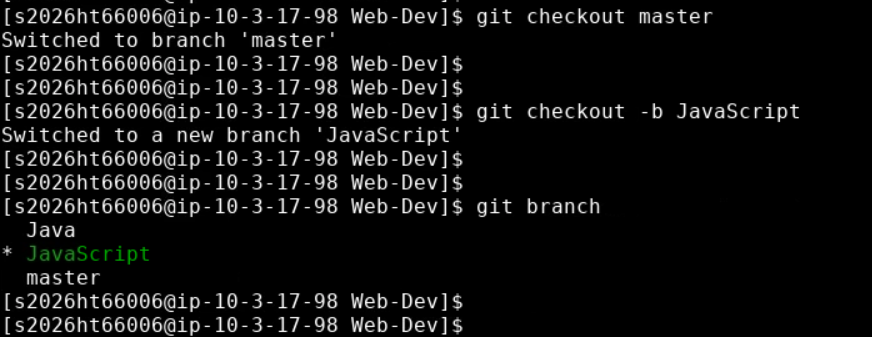 [s2026ht66006@ip-10-3-17-98 Web-Dev]$ git checkout master
Switched to branch 'master'
[s2026ht66006@ip-10-3-17-98 Web-Dev]$
[s2026ht66006@ip-10-3-17-98 Web-Dev]$
[s2026ht66006@ip-10-3-17-98 Web-Dev]$ git checkout -b JavaScript
Switched to a new branch 'JavaScript'
[s2026ht66006@ip-10-3-17-98 Web-Dev]$
[s2026ht66006@ip-10-3-17-98 Web-Dev]$
[s2026ht66006@ip-10-3-17-98 Web-Dev]$ git branch
  Java
* JavaScript
  master
[s2026ht66006@ip-10-3-17-98 Web-Dev]$
[s2026ht66006@ip-10-3-17-98 Web-Dev]$